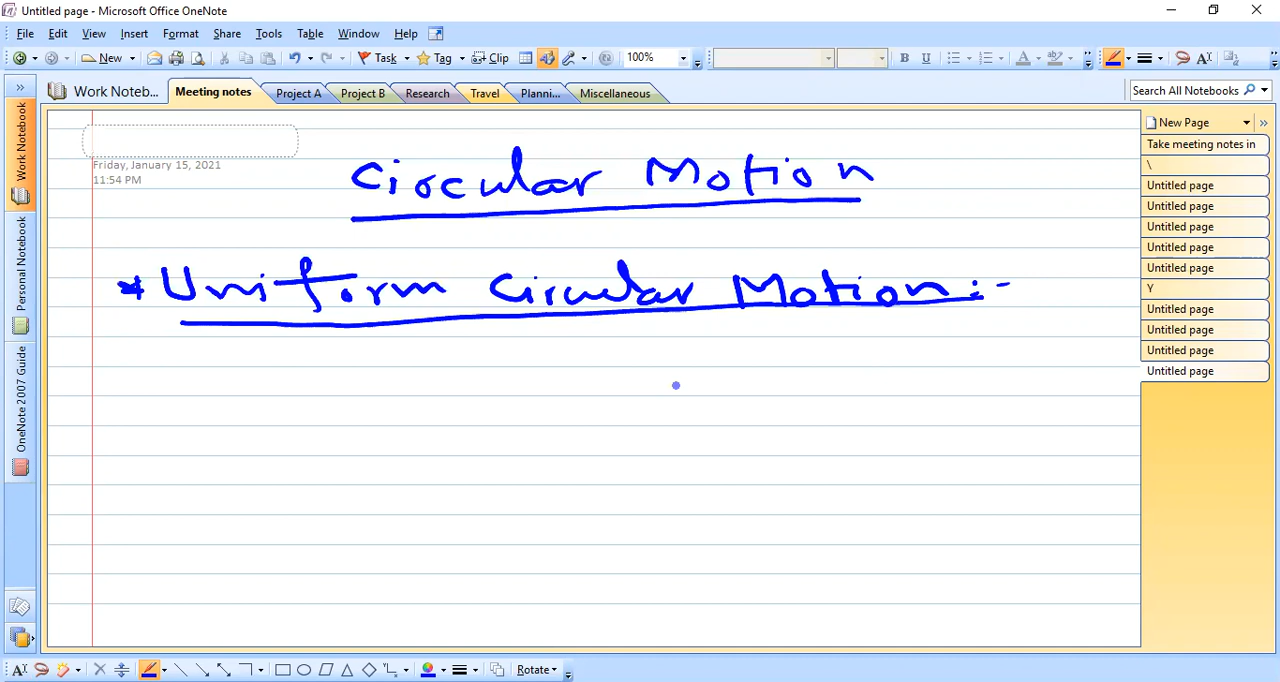 Untitled page - Microsoft Office OneNote
File Edit View Insert Format Share Tools Table Window Help
New Task Tag Clip 100% B U A ab A
Work Noteb... Meeting notes Project A Project B Research Travel Planni... Miscellaneous Search All Notebooks
Work Notebook
Personal Notebook
OneNote 2007 Guide
Friday, January 15, 2021
11:54 PM
Circular Motion
* Uniform Circular Motion :-
New Page
Take meeting notes in
\
Untitled page
Untitled page
Untitled page
Untitled page
Untitled page
Y
Untitled page
Untitled page
Untitled page
Untitled page
A Rotate